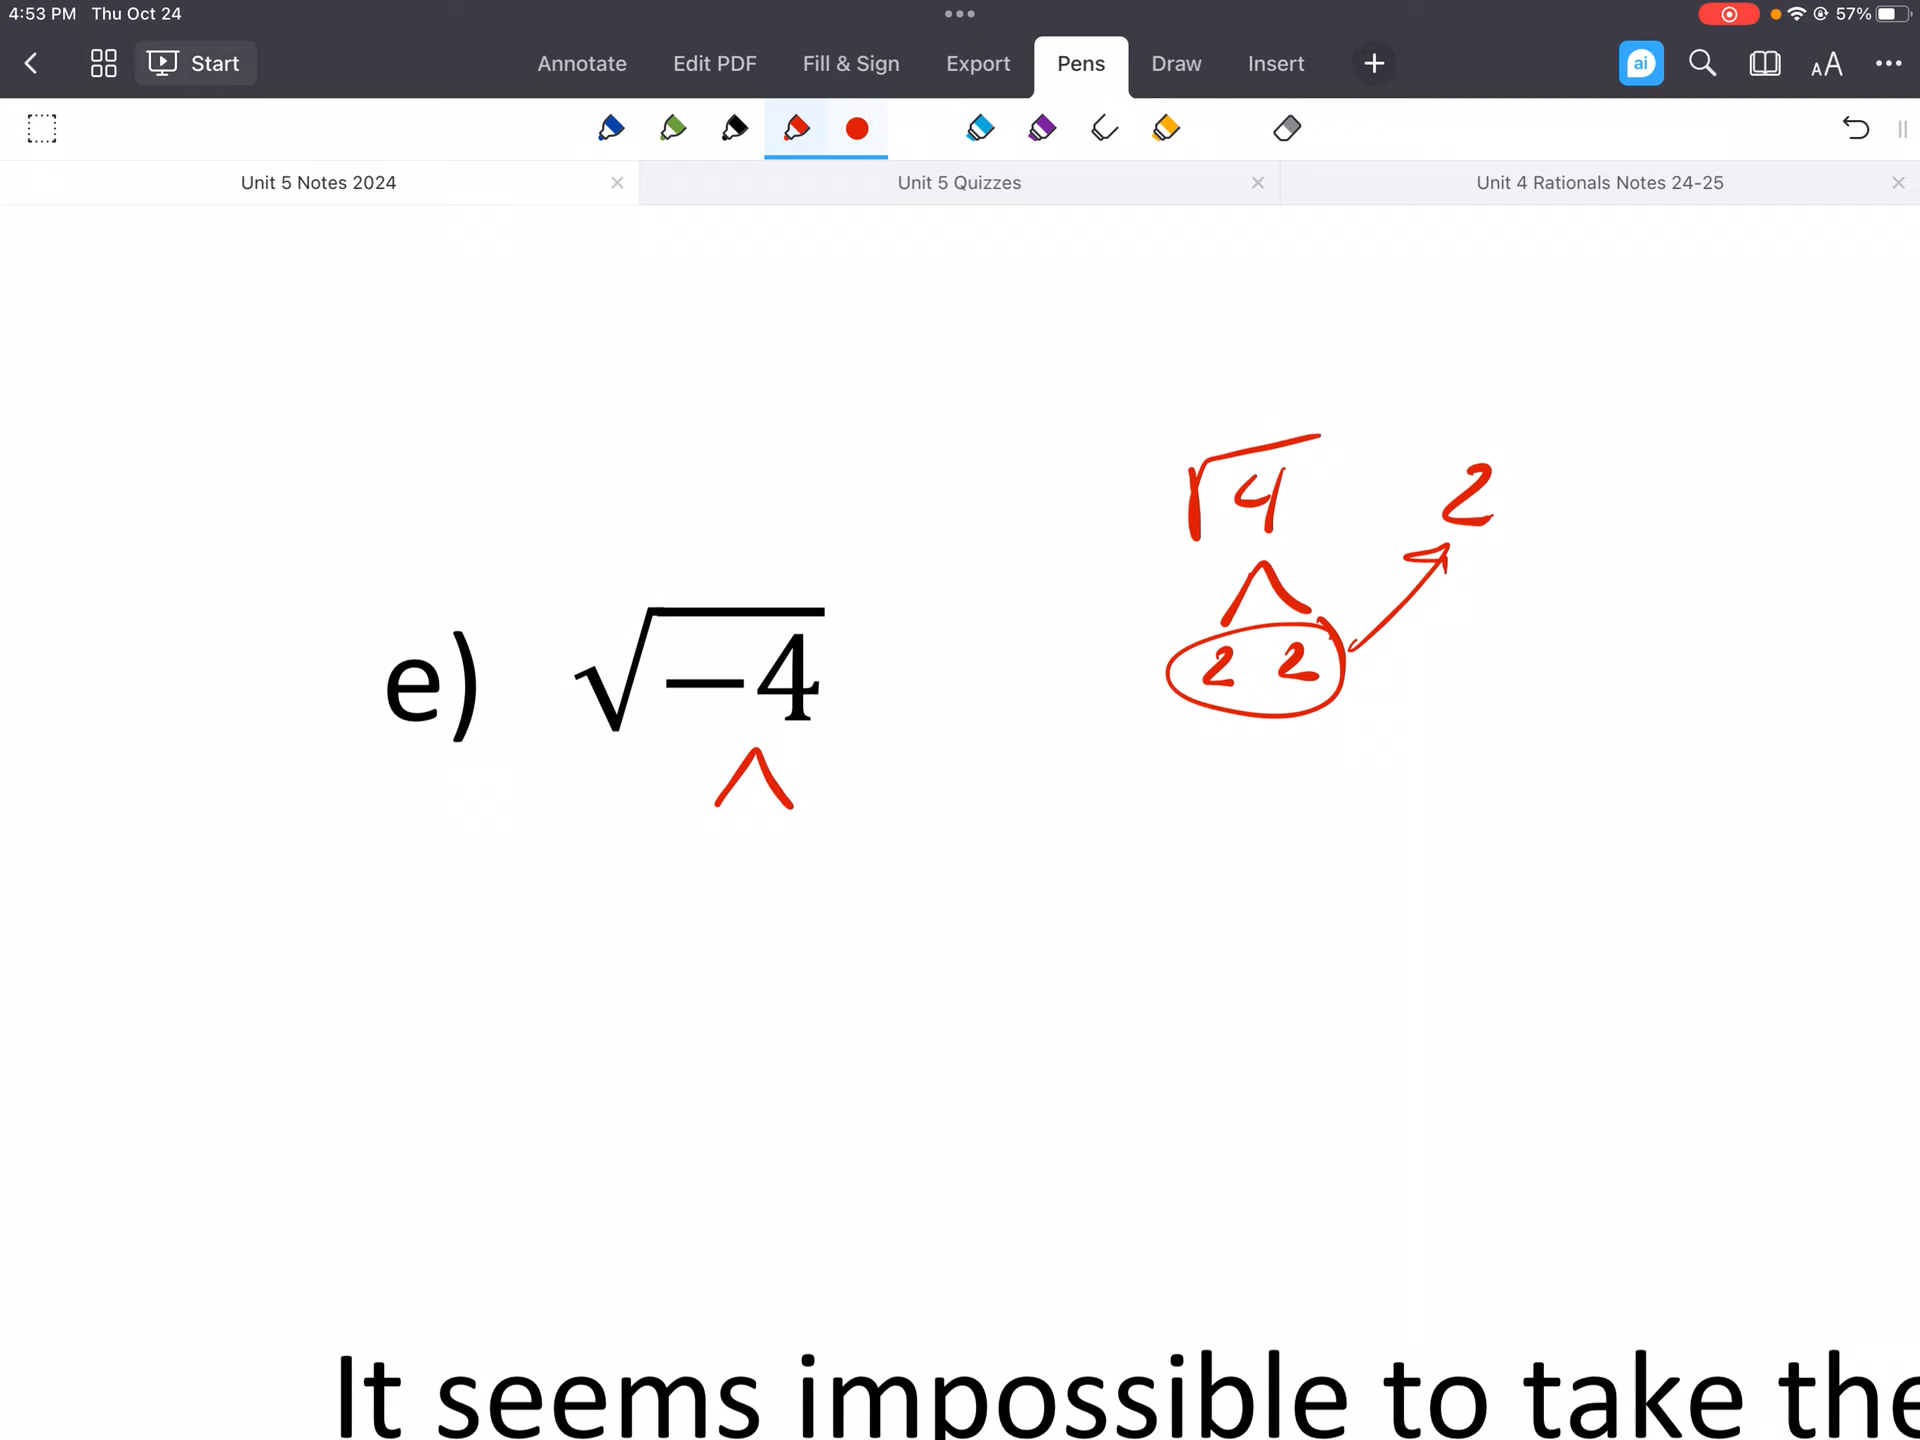 4:53 PM Thu Oct 24
57%
Start
Annotate
Edit PDF
Fill & Sign
Export
Pens
Draw
Insert
ai
AA
Unit 5 Notes 2024
Unit 5 Quizzes
Unit 4 Rationals Notes 24-25
√4 2
2 2
e) √−4
It seems impossible to take the